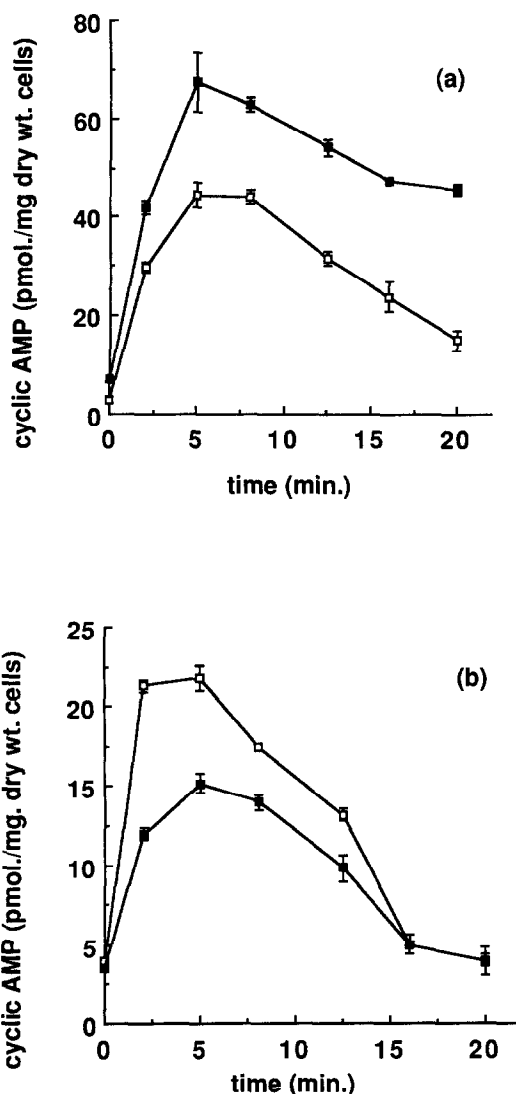 80
60
40
20
0
cyclic AMP (pmol./mg dry wt. cells)
(a)
0 5 10 15 20
time (min.)
25
20
15
10
5
0
cyclic AMP (pmol./mg. dry wt. cells)
(b)
0 5 10 15 20
time (min.)